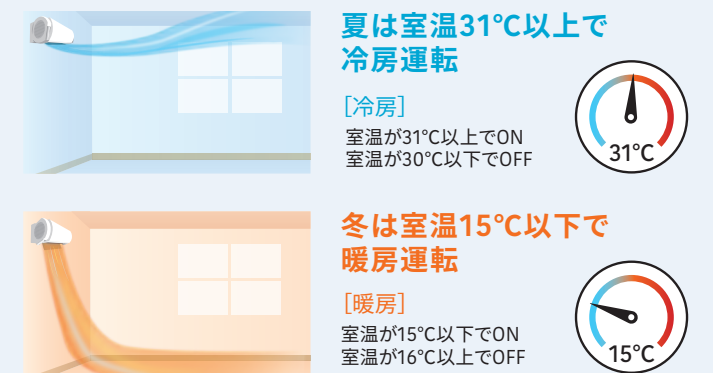 夏は室温31℃以上で
冷房運転
[冷房]
室温が31℃以上でON
室温が30℃以下でOFF
31℃
冬は室温15℃以下で
暖房運転
[暖房]
室温が15℃以下でON
室温が16℃以上でOFF
15℃